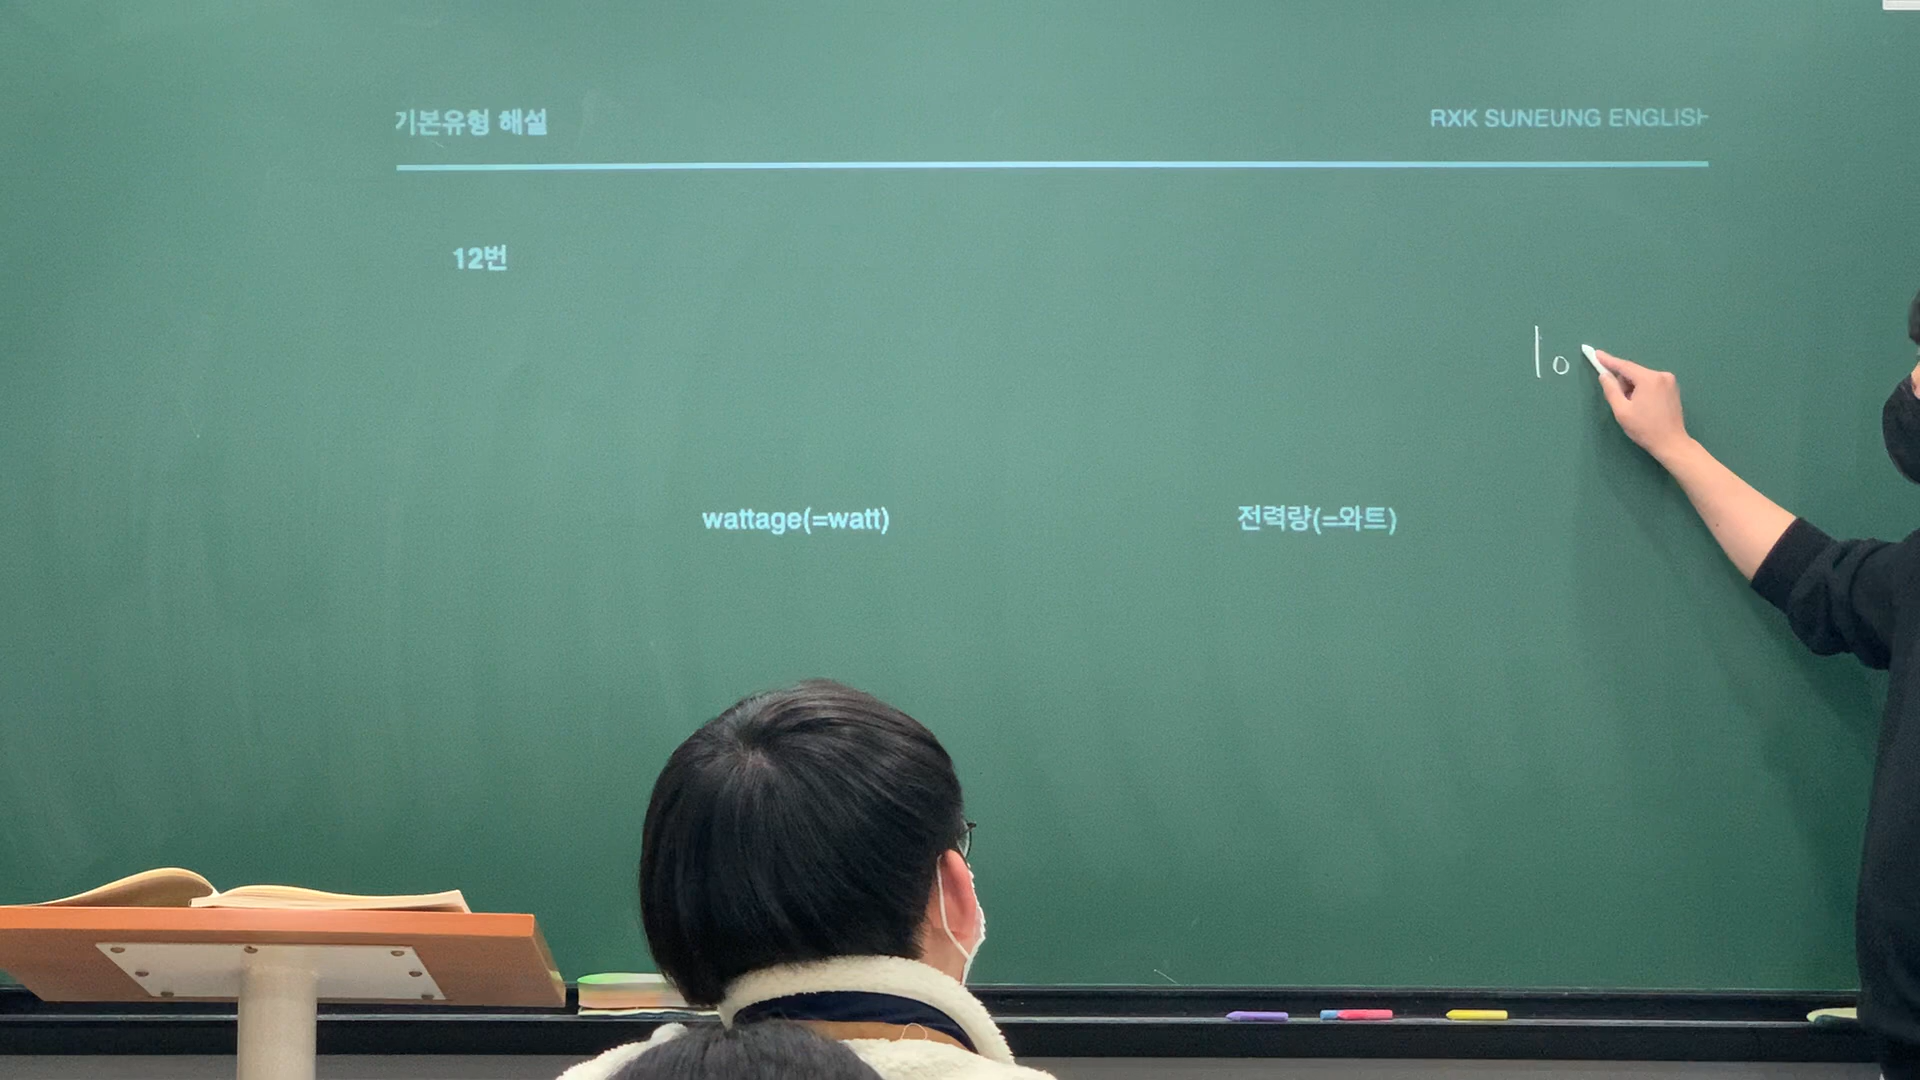 기본유형 해설
RXK SUNEUNG ENGLISH
12번
lo
wattage(=watt)
전력량(=와트)